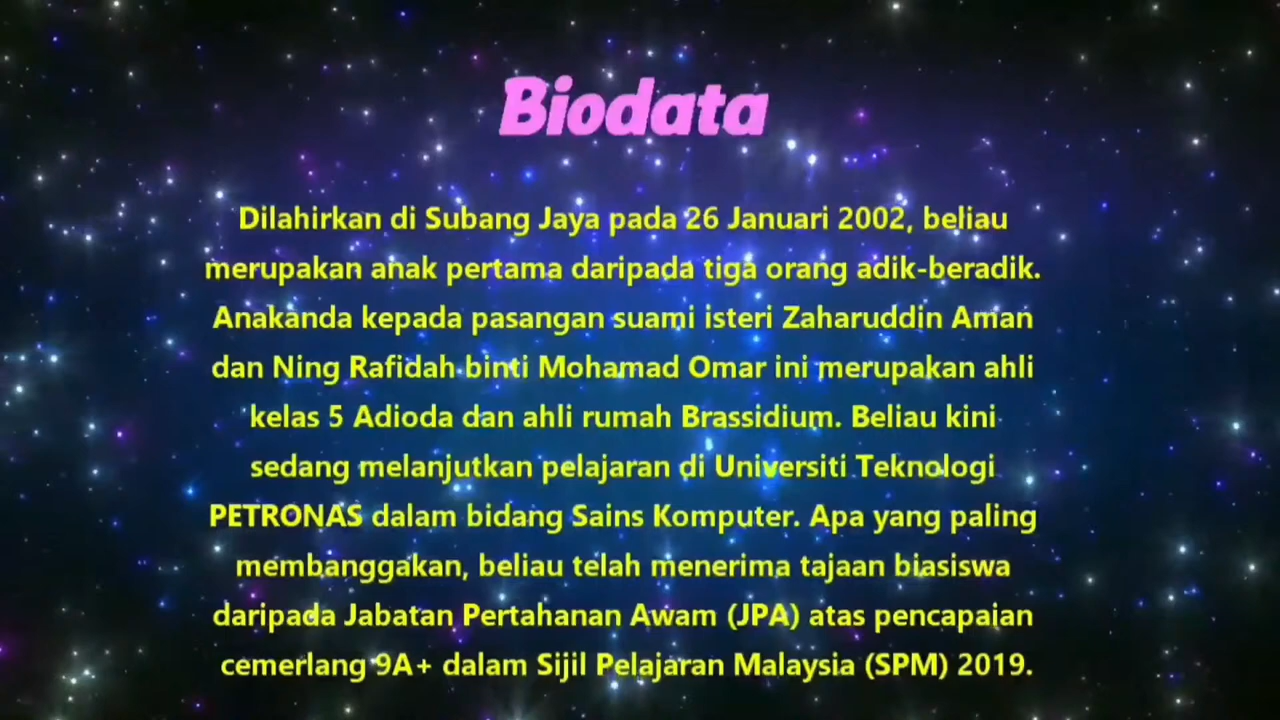 Biodata
Dilahirkan di Subang Jaya pada 26 Januari 2002, beliau
merupakan anak pertama daripada tiga orang adik-beradik.
Anakanda kepada pasangan suami isteri Zaharuddin Aman
dan Ning Rafidah binti Mohamad Omar ini merupakan ahli
kelas 5 Adioda dan ahli rumah Brassidium. Beliau kini
sedang melanjutkan pelajaran di Universiti Teknologi
PETRONAS dalam bidang Sains Komputer. Apa yang paling
membanggakan, beliau telah menerima tajaan biasiswa
daripada Jabatan Pertahanan Awam (JPA) atas pencapaian
cemerlang 9A+ dalam Sijil Pelajaran Malaysia (SPM) 2019.